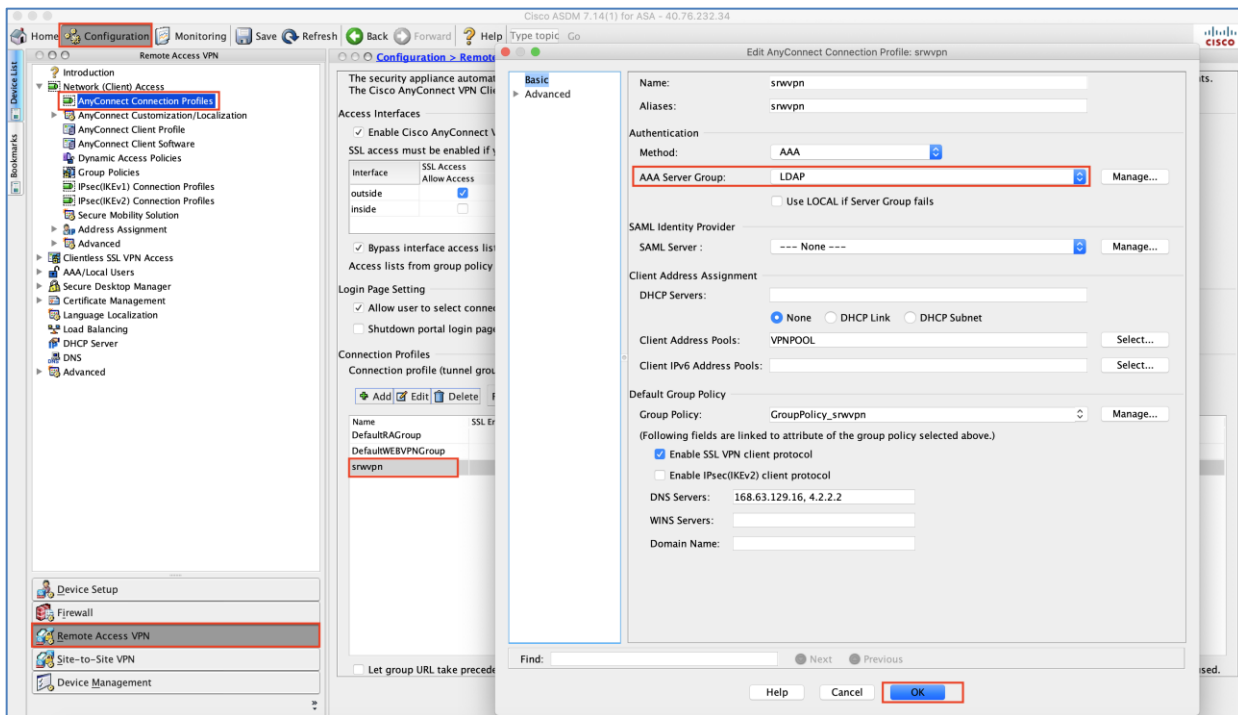 Cisco ASDM 7.14(1) for ASA - 40.76.232.34
Home Configuration Monitoring Save Refresh Back Forward Help Type topic Go
cisco
Device List
Bookmarks
Remote Access VPN
Introduction
Network (Client) Access
AnyConnect Connection Profiles
AnyConnect Customization/Localization
AnyConnect Client Profile
AnyConnect Client Software
Dynamic Access Policies
Group Policies
IPsec(IKEv1) Connection Profiles
IPsec(IKEv2) Connection Profiles
Secure Mobility Solution
Address Assignment
Advanced
Clientless SSL VPN Access
AAA/Local Users
Secure Desktop Manager
Certificate Management
Language Localization
Load Balancing
DHCP Server
DNS
Advanced
Device Setup
Firewall
Remote Access VPN
Site-to-Site VPN
Device Management
»
Configuration > Remote
The security appliance automat
The Cisco AnyConnect VPN Clie
Access Interfaces
Enable Cisco AnyConnect V
SSL access must be enabled if y
Interface
SSL Access
Allow Access
outside
inside
Bypass interface access list
Access lists from group policy
Login Page Setting
Allow user to select connec
Shutdown portal login page
Connection Profiles
Connection profile (tunnel grou
Add Edit Delete
Name SSL En
DefaultRAGroup
DefaultWEBVPNGroup
srwvpn
Let group URL take precede
Edit AnyConnect Connection Profile: srwvpn
Basic
Advanced
Name: srwvpn
Aliases: srwvpn
Authentication
Method: AAA
AAA Server Group: LDAP Manage...
Use LOCAL if Server Group fails
SAML Identity Provider
SAML Server : --- None --- Manage...
Client Address Assignment
DHCP Servers:
None DHCP Link DHCP Subnet
Client Address Pools: VPNPOOL Select...
Client IPv6 Address Pools: Select...
Default Group Policy
Group Policy: GroupPolicy_srwvpn Manage...
(Following fields are linked to attribute of the group policy selected above.)
Enable SSL VPN client protocol
Enable IPsec(IKEv2) client protocol
DNS Servers: 168.63.129.16, 4.2.2.2
WINS Servers:
Domain Name:
Find: Next Previous
Help Cancel OK
ts.
sed.